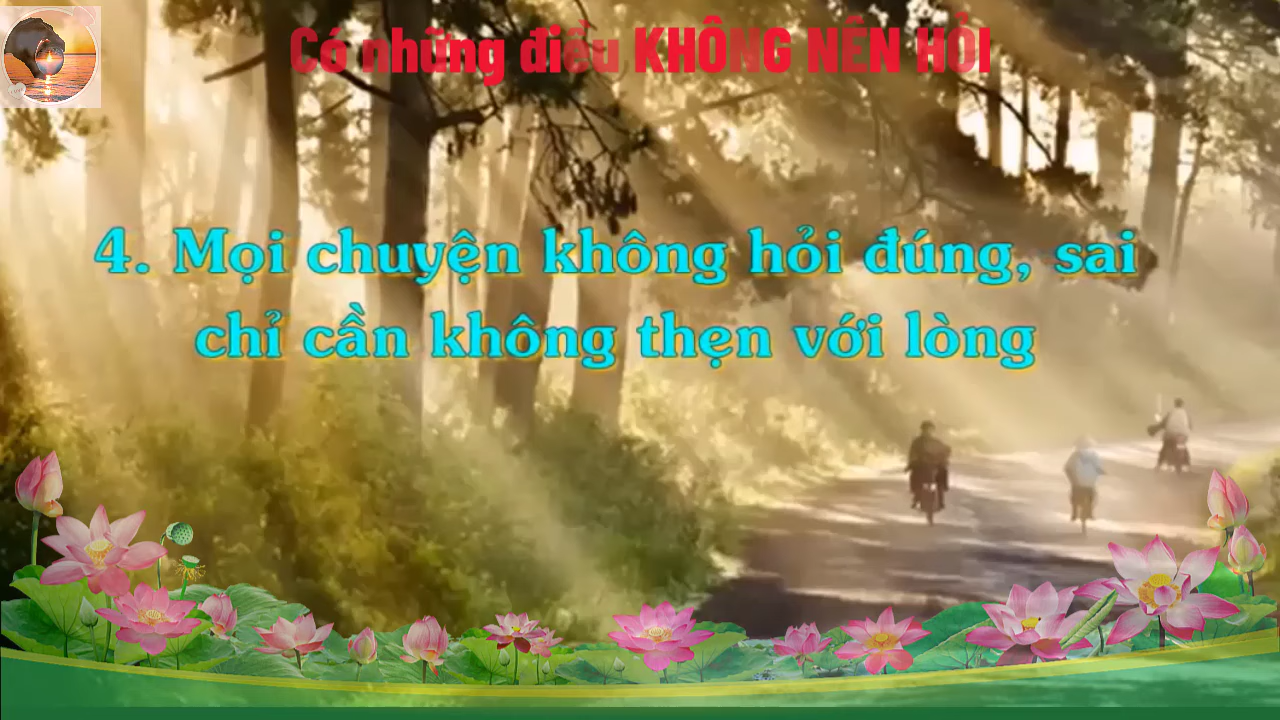 Có những điều KHÔNG NÊN HỎI
4. Mọi chuyện không hỏi đúng, sai
chỉ cần không thẹn với lòng